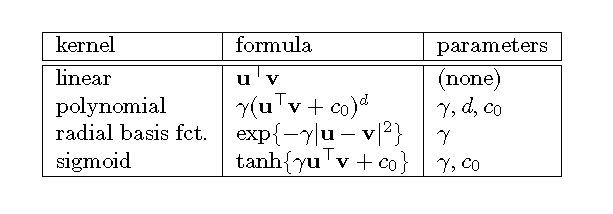 kernel formula parameters
linear u⊤v (none)
polynomial γ(u⊤v + c₀)ᵈ γ, d, c₀
radial basis fct. exp{−γ|u − v|²} γ
sigmoid tanh{γu⊤v + c₀} γ, c₀